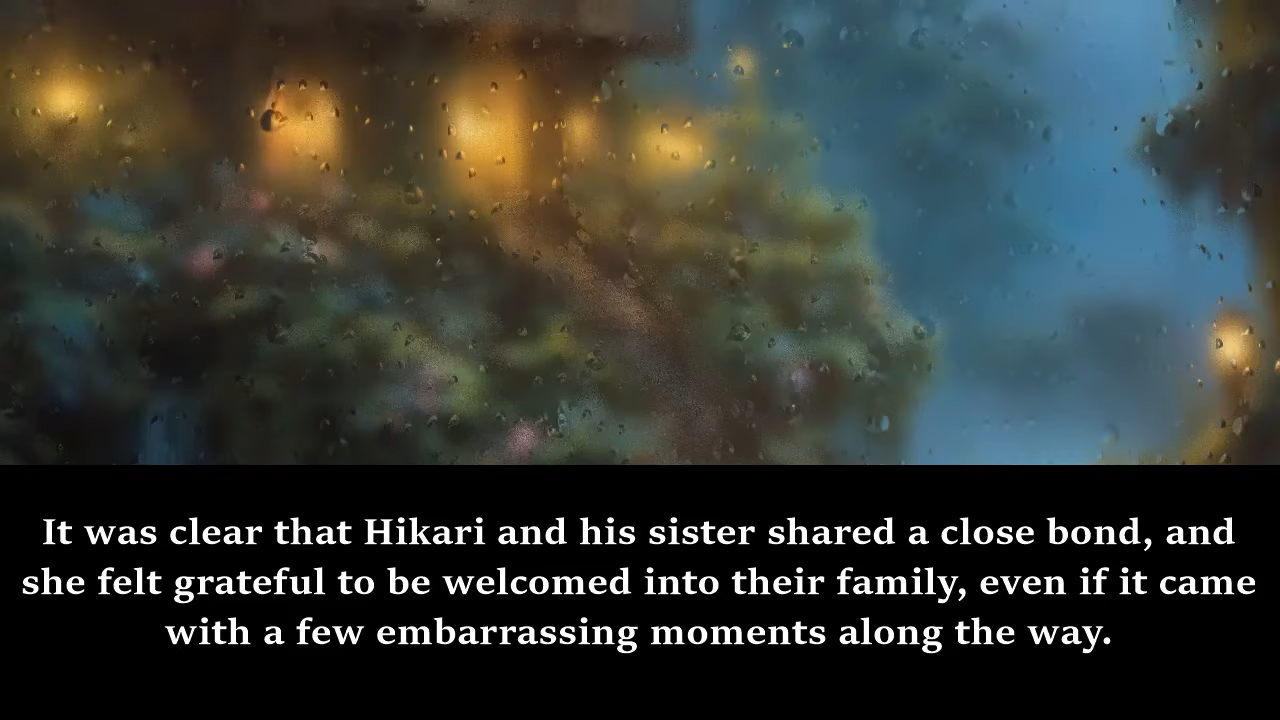 It was clear that Hikari and his sister shared a close bond, and
she felt grateful to be welcomed into their family, even if it came
with a few embarrassing moments along the way.